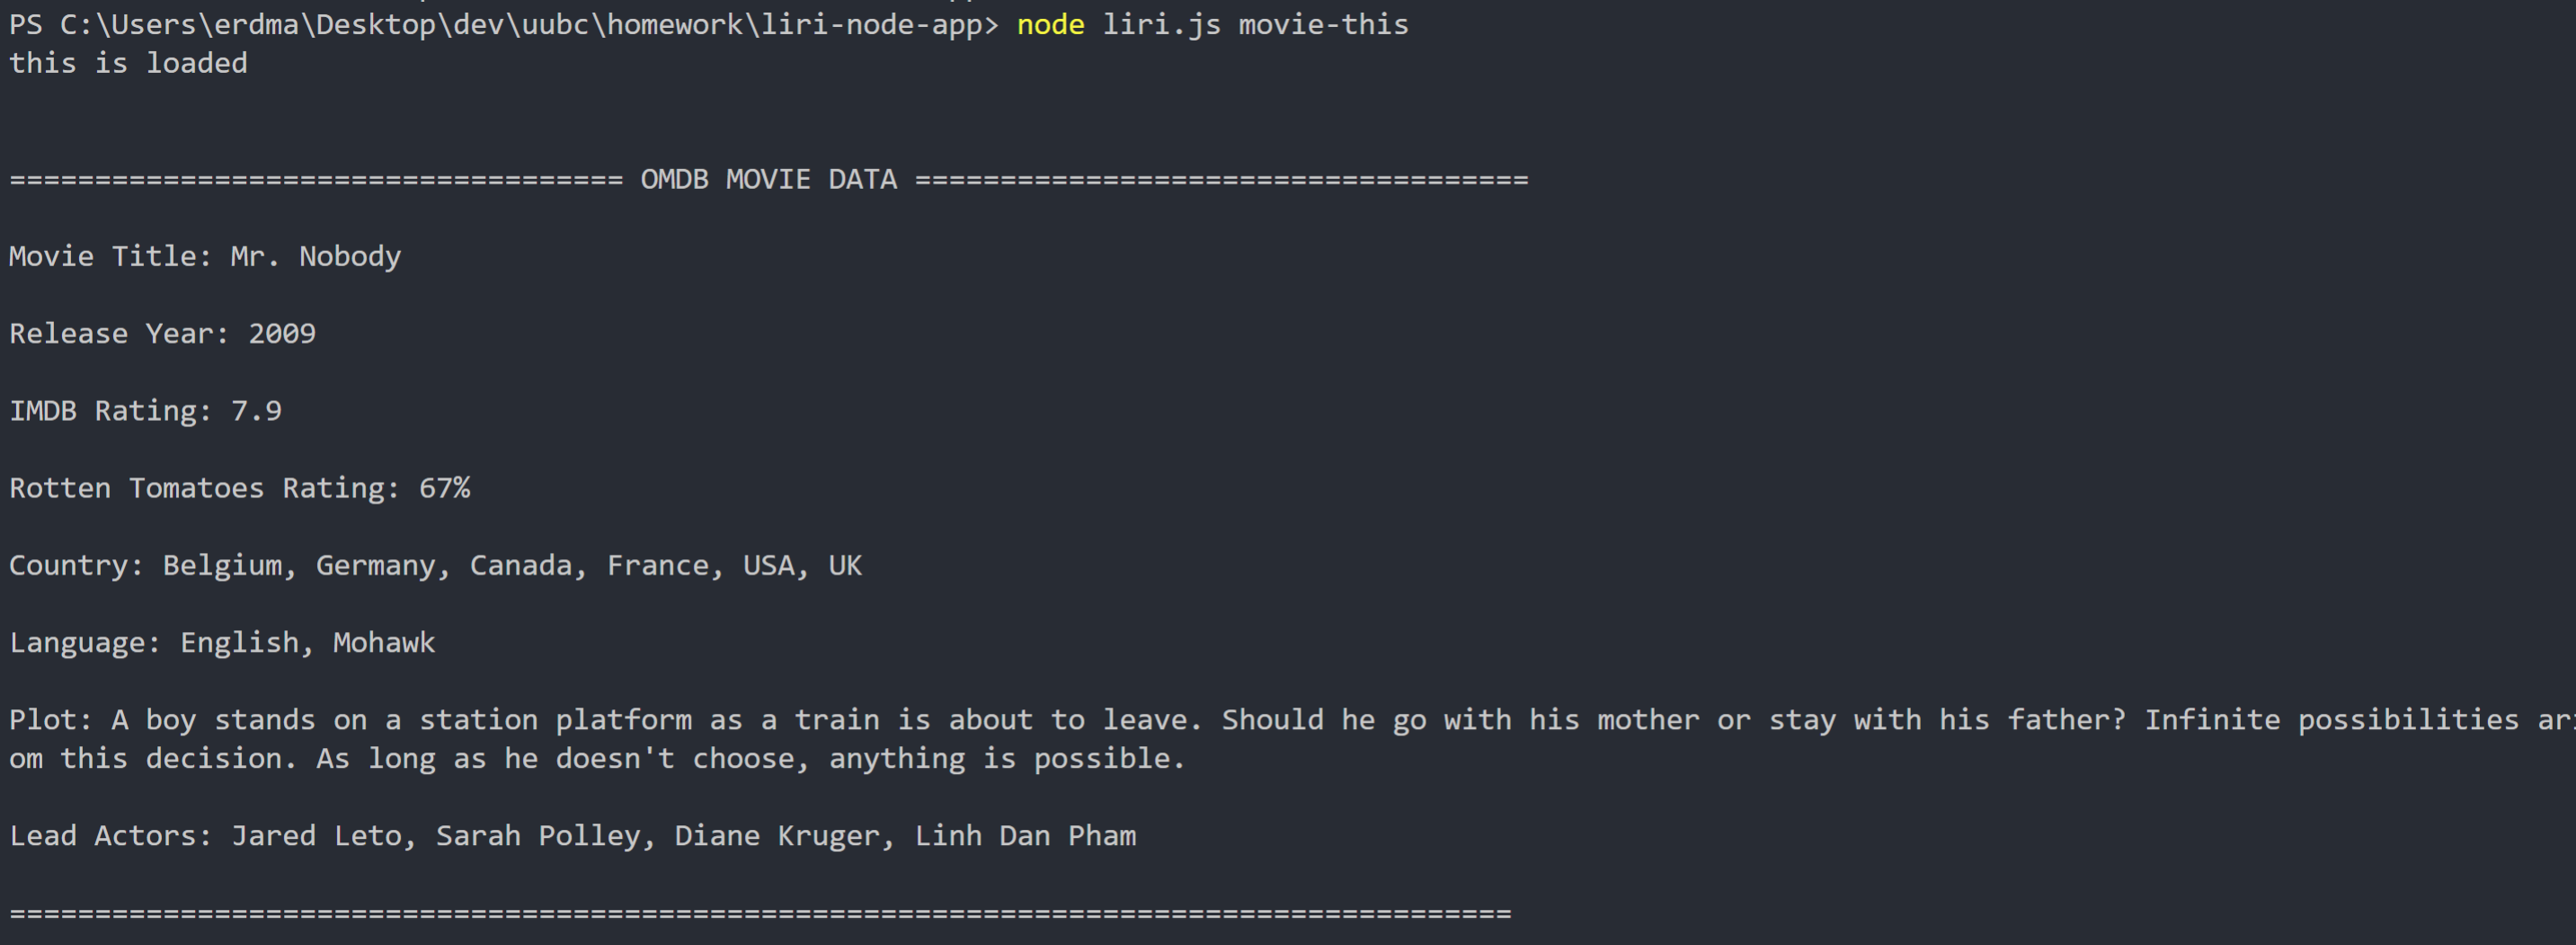 PS C:\Users\erdma\Desktop\dev\uubc\homework\liri-node-app> node liri.js movie-this
this is loaded
==================================== OMDB MOVIE DATA ====================================
Movie Title: Mr. Nobody
Release Year: 2009
IMDB Rating: 7.9
Rotten Tomatoes Rating: 67%
Country: Belgium, Germany, Canada, France, USA, UK
Language: English, Mohawk
Plot: A boy stands on a station platform as a train is about to leave. Should he go with his mother or stay with his father? Infinite possibilities
om this decision. As long as he doesn't choose, anything is possible.
Lead Actors: Jared Leto, Sarah Polley, Diane Kruger, Linh Dan Pham
========================================================================================